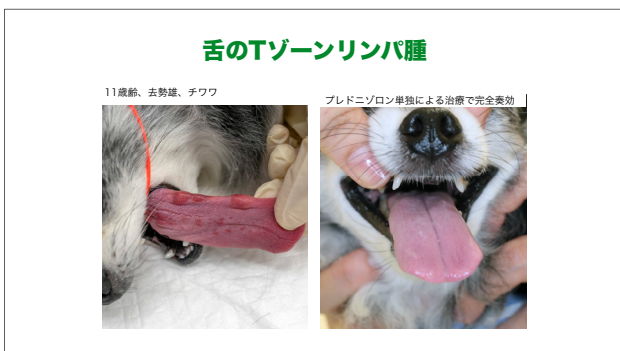 舌のTゾーンリンパ腫
11歳齢、去勢雄、チワワ
プレドニゾロン単独による治療で完全奏効